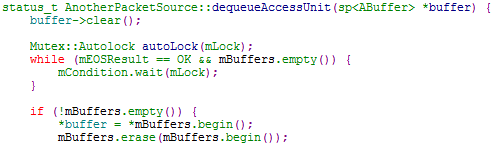 status_t AnotherPacketSource::dequeueAccessUnit(sp<ABuffer> *buffer) {
    buffer->clear();

    Mutex::Autolock autoLock(mLock);
    while (mEOSResult == OK && mBuffers.empty()) {
        mCondition.wait(mLock);
    }

    if (!mBuffers.empty()) {
        *buffer = *mBuffers.begin();
        mBuffers.erase(mBuffers.begin());